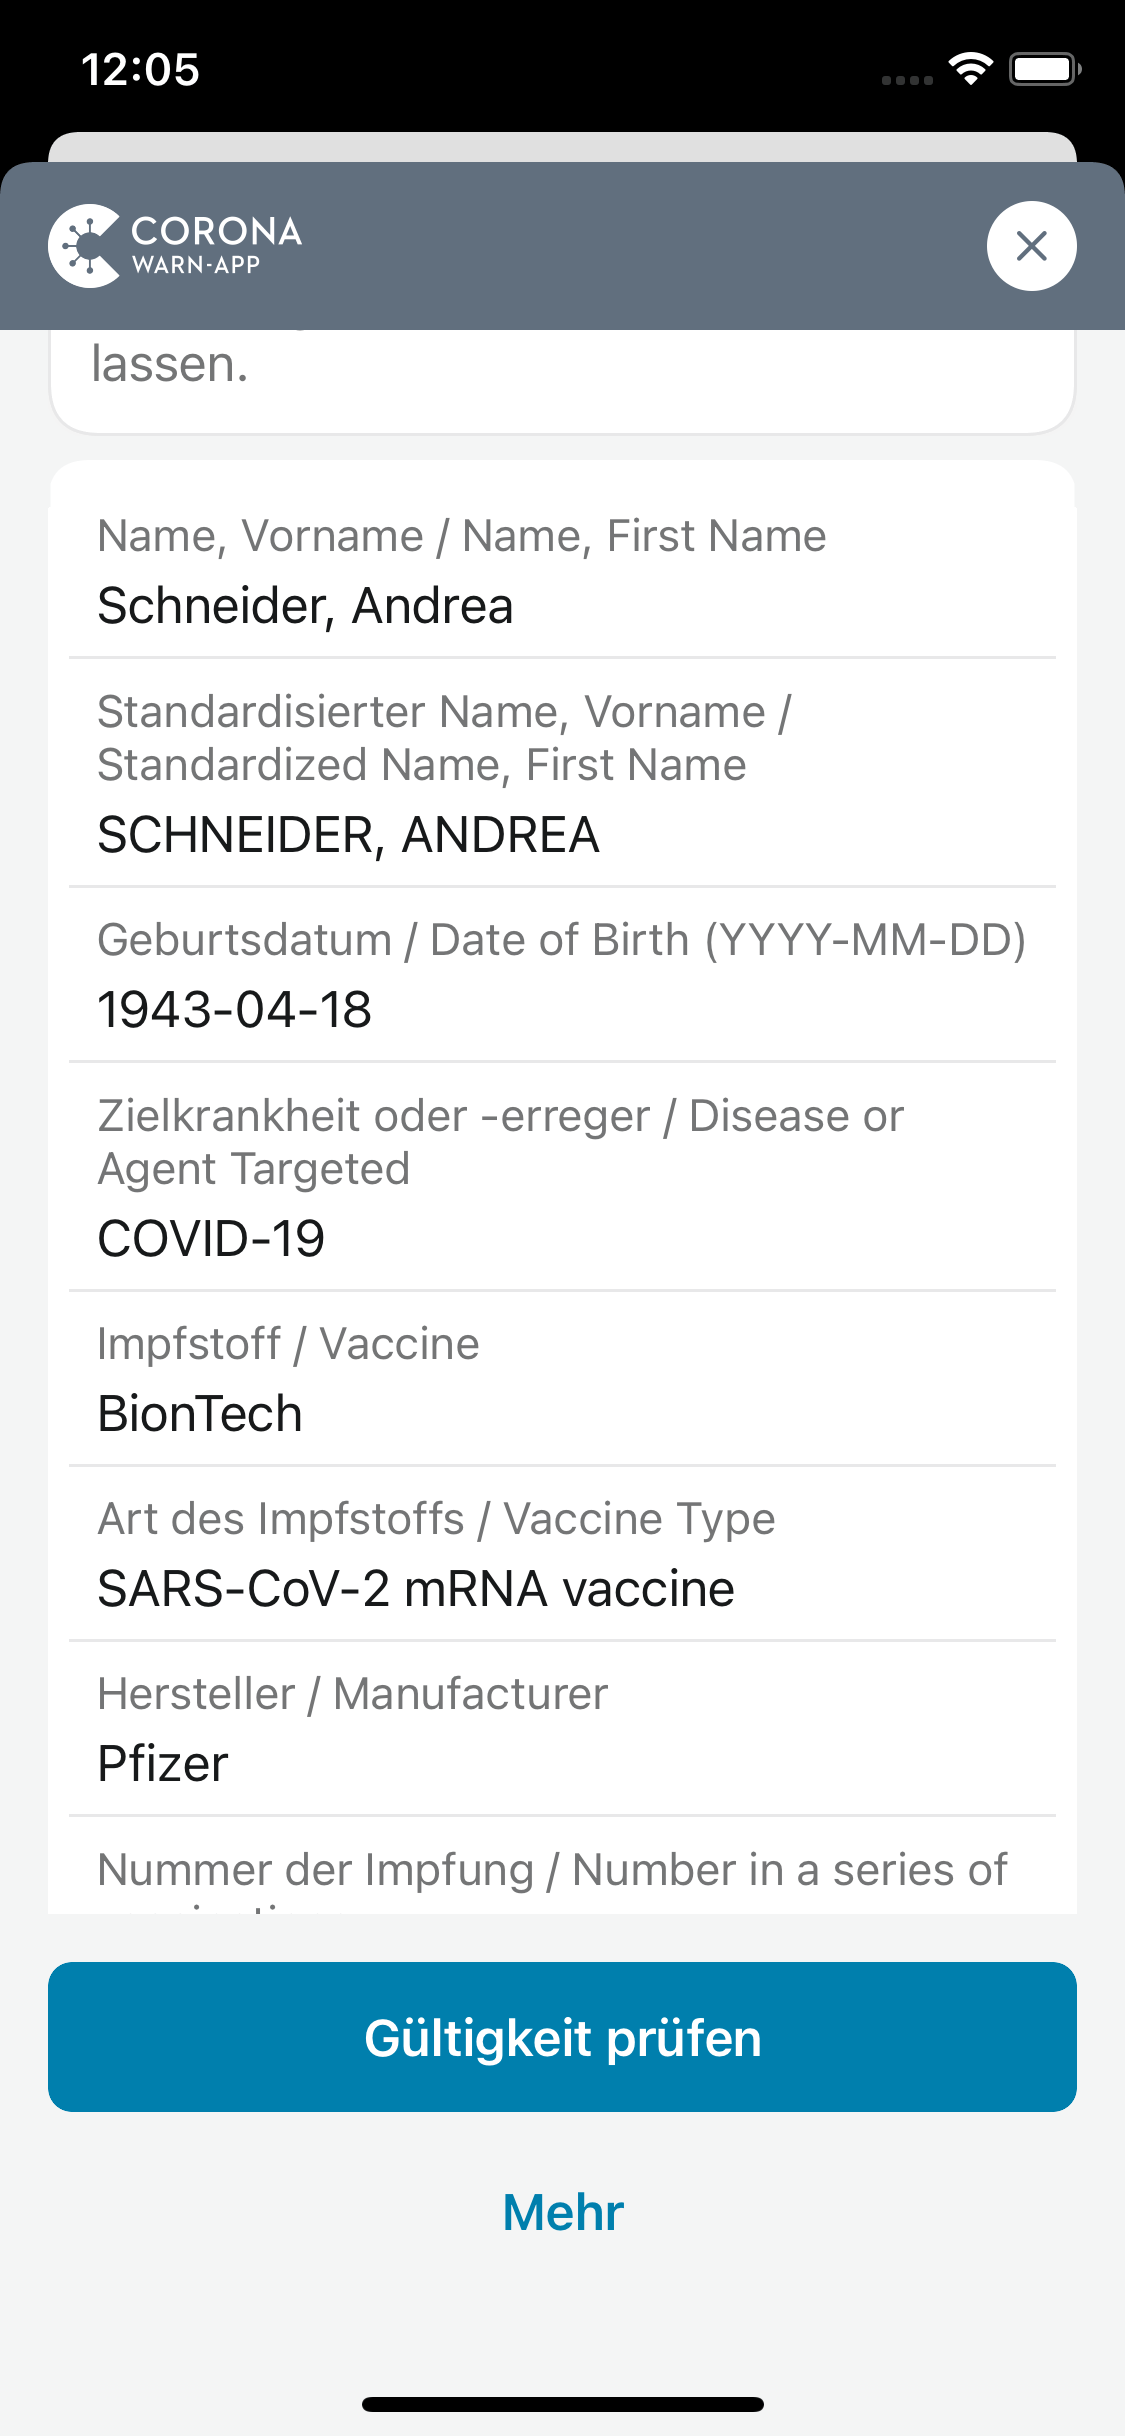 12:05
CORONA
WARN-APP
lassen.
Name, Vorname / Name, First Name
Schneider, Andrea
Standardisierter Name, Vorname /
Standardized Name, First Name
SCHNEIDER, ANDREA
Geburtsdatum / Date of Birth (YYYY-MM-DD)
1943-04-18
Zielkrankheit oder -erreger / Disease or
Agent Targeted
COVID-19
Impfstoff / Vaccine
BionTech
Art des Impfstoffs / Vaccine Type
SARS-CoV-2 mRNA vaccine
Hersteller / Manufacturer
Pfizer
Nummer der Impfung / Number in a series of
Gültigkeit prüfen
Mehr